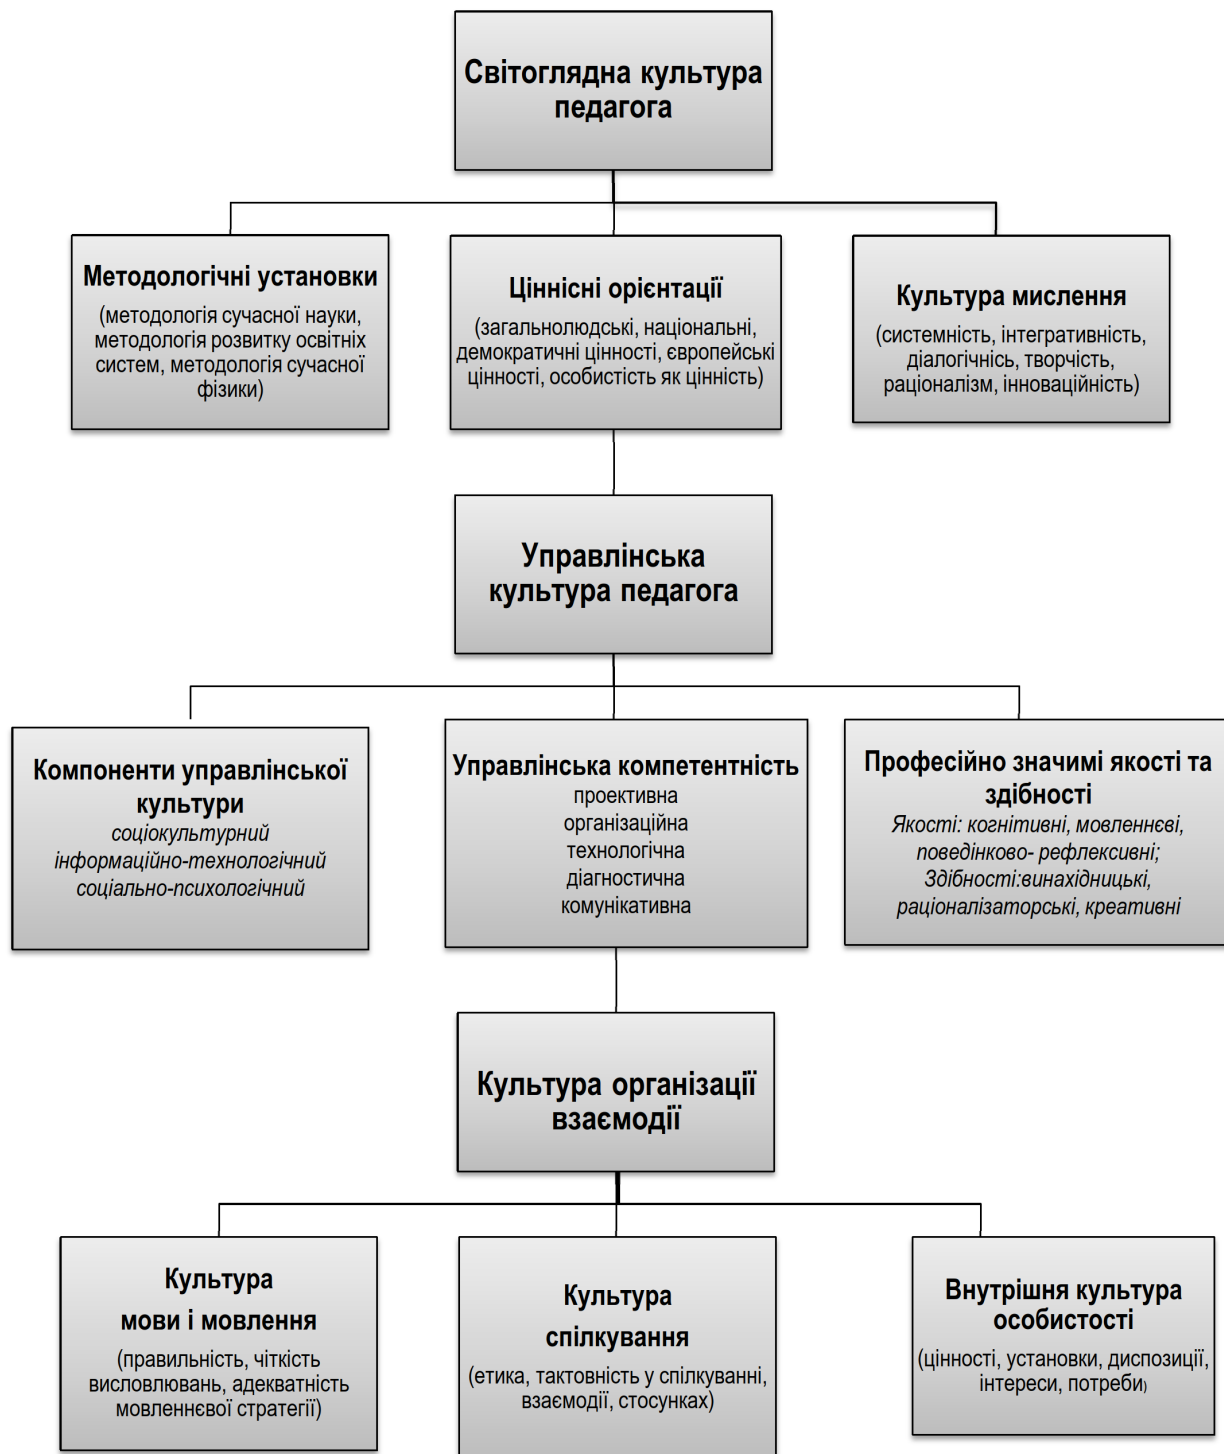 Світоглядна культура
педагога
Методологічні установки
(методологія сучасної науки,
методологія розвитку освітніх
систем, методологія сучасної
фізики)
Ціннісні орієнтації
(загальнолюдські, національні,
демократичні цінності, європейські
цінності, особистість як цінність)
Культура мислення
(системність, інтегративність,
діалогічнісь, творчість,
раціоналізм, інноваційність)
Управлінська
культура педагога
Компоненти управлінської
культури
соціокультурний
інформаційно-технологічний
соціально-психологічний
Управлінська компетентність
проективна
організаційна
технологічна
діагностична
комунікативна
Професійно значимі якості та
здібності
Якості: когнітивні, мовленнєві,
поведінково- рефлексивні;
Здібності:винахідницькі,
раціоналізаторські, креативні
Культура організації
взаємодії
Культура
мови і мовлення
(правильність, чіткість
висловлювань, адекватність
мовленнєвої стратегії)
Культура
спілкування
(етика, тактовність у спілкуванні,
взаємодії, стосунках)
Внутрішня культура
особистості
(цінності, установки, диспозиції,
інтереси, потреби)